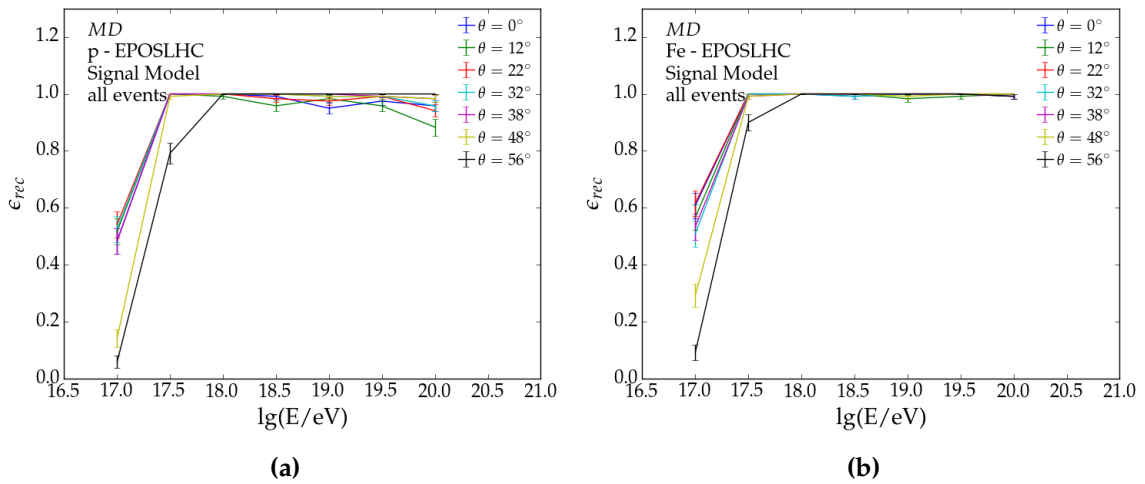 MD
p - EPOSLHC
Signal Model
all events
θ = 0°
θ = 12°
θ = 22°
θ = 32°
θ = 38°
θ = 48°
θ = 56°
1.2
1.0
0.8
0.6
0.4
0.2
0.0
ϵrec
16.5 17.0 17.5 18.0 18.5 19.0 19.5 20.0 20.5 21.0
lg(E/eV)
(a)
MD
Fe - EPOSLHC
Signal Model
all events
θ = 0°
θ = 12°
θ = 22°
θ = 32°
θ = 38°
θ = 48°
θ = 56°
1.2
1.0
0.8
0.6
0.4
0.2
0.0
ϵrec
16.5 17.0 17.5 18.0 18.5 19.0 19.5 20.0 20.5 21.0
lg(E/eV)
(b)